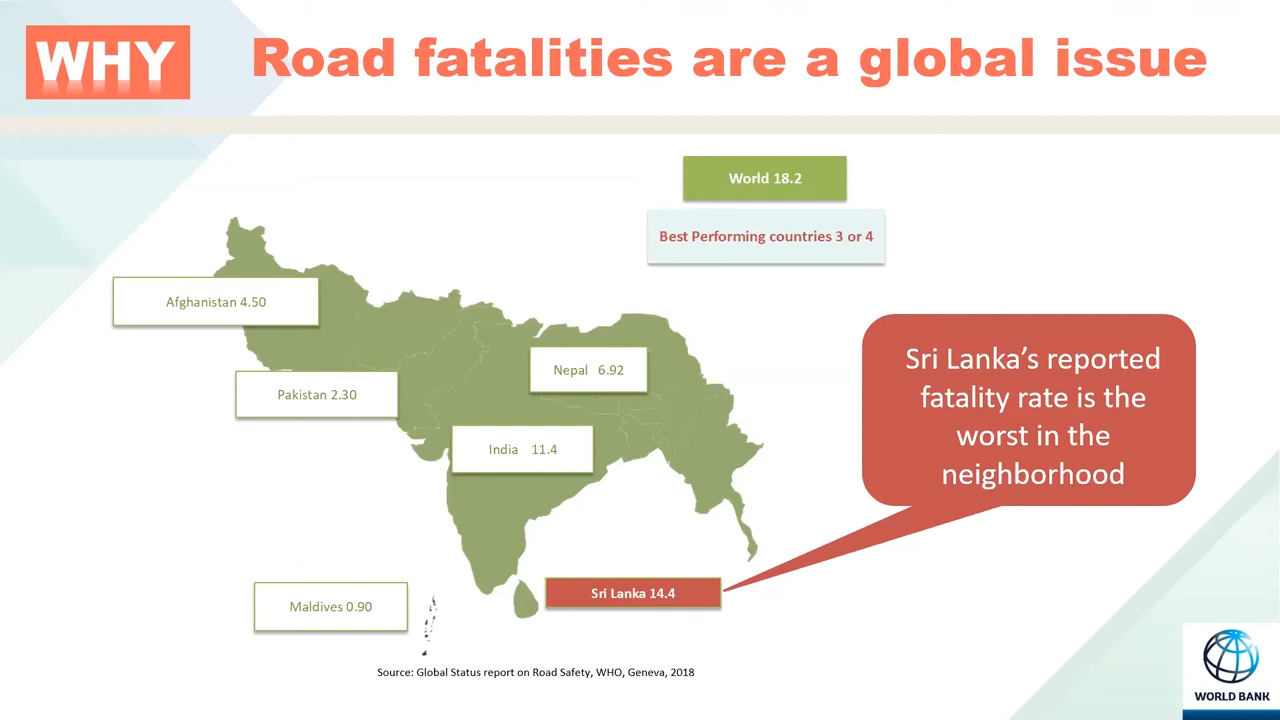 WHY
Road fatalities are a global issue
World 18.2
Best Performing countries 3 or 4
Afghanistan 4.50
Nepal 6.92
Pakistan 2.30
India 11.4
Sri Lanka’s reported
fatality rate is the
worst in the
neighborhood
Maldives 0.90
Sri Lanka 14.4
Source: Global Status report on Road Safety, WHO, Geneva, 2018
WORLD BANK